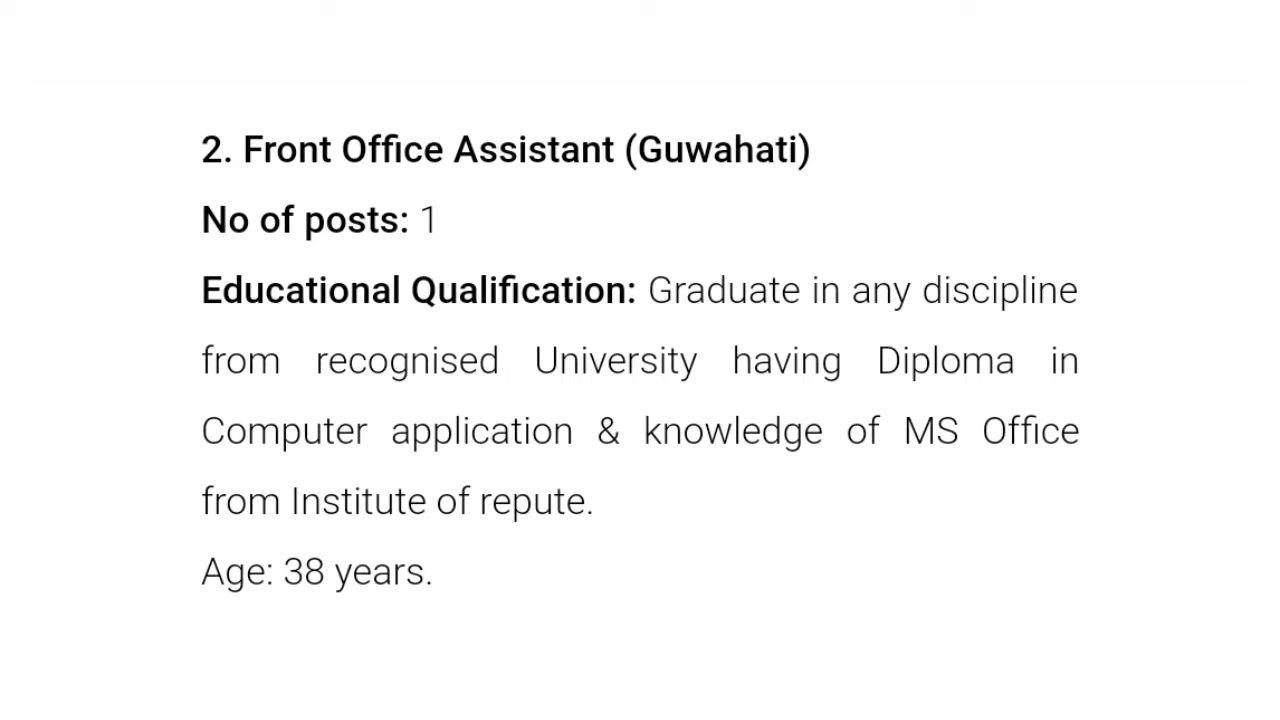 2. Front Office Assistant (Guwahati)
No of posts: 1
Educational Qualification: Graduate in any discipline
from recognised University having Diploma in
Computer application & knowledge of MS Office
from Institute of repute.
Age: 38 years.